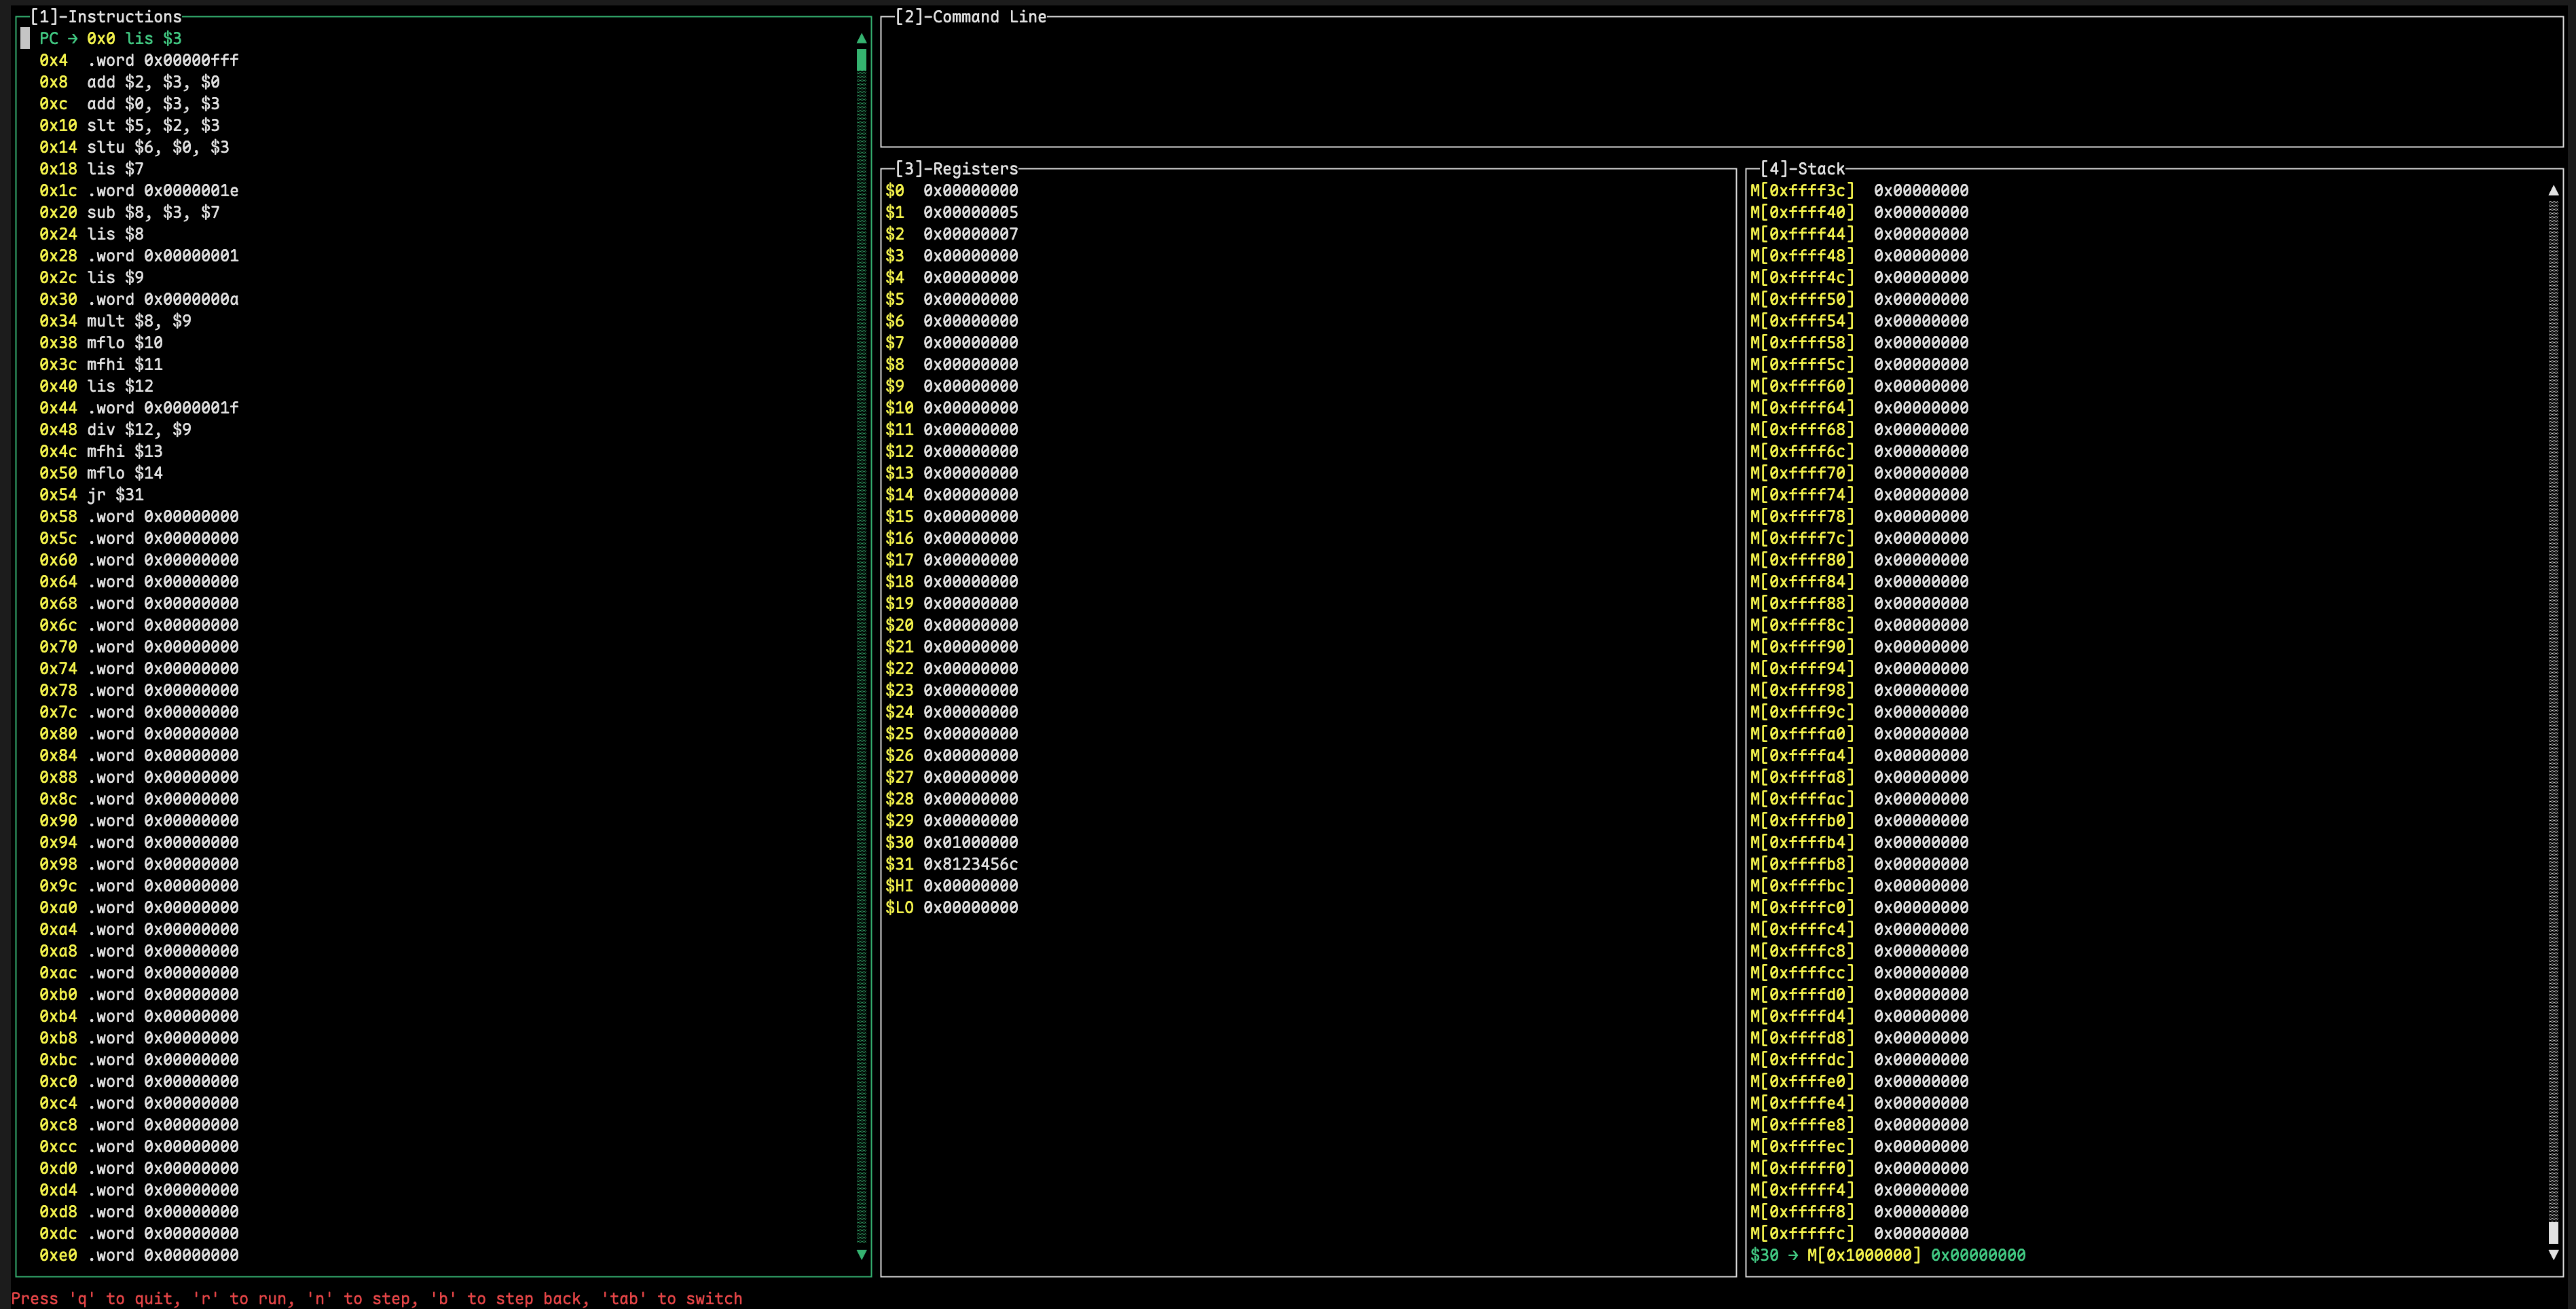 [1]-Instructions
PC → 0x0 lis $3
0x4 .word 0x00000fff
0x8 add $2, $3, $0
0xc add $0, $3, $3
0x10 slt $5, $2, $3
0x14 sltu $6, $0, $3
0x18 lis $7
0x1c .word 0x0000001e
0x20 sub $8, $3, $7
0x24 lis $8
0x28 .word 0x00000001
0x2c lis $9
0x30 .word 0x0000000a
0x34 mult $8, $9
0x38 mflo $10
0x3c mfhi $11
0x40 lis $12
0x44 .word 0x0000001f
0x48 div $12, $9
0x4c mfhi $13
0x50 mflo $14
0x54 jr $31
0x58 .word 0x00000000
0x5c .word 0x00000000
0x60 .word 0x00000000
0x64 .word 0x00000000
0x68 .word 0x00000000
0x6c .word 0x00000000
0x70 .word 0x00000000
0x74 .word 0x00000000
0x78 .word 0x00000000
0x7c .word 0x00000000
0x80 .word 0x00000000
0x84 .word 0x00000000
0x88 .word 0x00000000
0x8c .word 0x00000000
0x90 .word 0x00000000
0x94 .word 0x00000000
0x98 .word 0x00000000
0x9c .word 0x00000000
0xa0 .word 0x00000000
0xa4 .word 0x00000000
0xa8 .word 0x00000000
0xac .word 0x00000000
0xb0 .word 0x00000000
0xb4 .word 0x00000000
0xb8 .word 0x00000000
0xbc .word 0x00000000
0xc0 .word 0x00000000
0xc4 .word 0x00000000
0xc8 .word 0x00000000
0xcc .word 0x00000000
0xd0 .word 0x00000000
0xd4 .word 0x00000000
0xd8 .word 0x00000000
0xdc .word 0x00000000
0xe0 .word 0x00000000
[2]-Command Line
[3]-Registers
$0 0x00000000
$1 0x00000005
$2 0x00000007
$3 0x00000000
$4 0x00000000
$5 0x00000000
$6 0x00000000
$7 0x00000000
$8 0x00000000
$9 0x00000000
$10 0x00000000
$11 0x00000000
$12 0x00000000
$13 0x00000000
$14 0x00000000
$15 0x00000000
$16 0x00000000
$17 0x00000000
$18 0x00000000
$19 0x00000000
$20 0x00000000
$21 0x00000000
$22 0x00000000
$23 0x00000000
$24 0x00000000
$25 0x00000000
$26 0x00000000
$27 0x00000000
$28 0x00000000
$29 0x00000000
$30 0x01000000
$31 0x8123456c
$HI 0x00000000
$LO 0x00000000
[4]-Stack
M[0xffff3c] 0x00000000
M[0xffff40] 0x00000000
M[0xffff44] 0x00000000
M[0xffff48] 0x00000000
M[0xffff4c] 0x00000000
M[0xffff50] 0x00000000
M[0xffff54] 0x00000000
M[0xffff58] 0x00000000
M[0xffff5c] 0x00000000
M[0xffff60] 0x00000000
M[0xffff64] 0x00000000
M[0xffff68] 0x00000000
M[0xffff6c] 0x00000000
M[0xffff70] 0x00000000
M[0xffff74] 0x00000000
M[0xffff78] 0x00000000
M[0xffff7c] 0x00000000
M[0xffff80] 0x00000000
M[0xffff84] 0x00000000
M[0xffff88] 0x00000000
M[0xffff8c] 0x00000000
M[0xffff90] 0x00000000
M[0xffff94] 0x00000000
M[0xffff98] 0x00000000
M[0xffff9c] 0x00000000
M[0xffffa0] 0x00000000
M[0xffffa4] 0x00000000
M[0xffffa8] 0x00000000
M[0xffffac] 0x00000000
M[0xffffb0] 0x00000000
M[0xffffb4] 0x00000000
M[0xffffb8] 0x00000000
M[0xffffbc] 0x00000000
M[0xffffc0] 0x00000000
M[0xffffc4] 0x00000000
M[0xffffc8] 0x00000000
M[0xffffcc] 0x00000000
M[0xffffd0] 0x00000000
M[0xffffd4] 0x00000000
M[0xffffd8] 0x00000000
M[0xffffdc] 0x00000000
M[0xffffe0] 0x00000000
M[0xffffe4] 0x00000000
M[0xffffe8] 0x00000000
M[0xffffec] 0x00000000
M[0xfffff0] 0x00000000
M[0xfffff4] 0x00000000
M[0xfffff8] 0x00000000
M[0xfffffc] 0x00000000
$30 → M[0x1000000] 0x00000000
Press 'q' to quit, 'r' to run, 'n' to step, 'b' to step back, 'tab' to switch